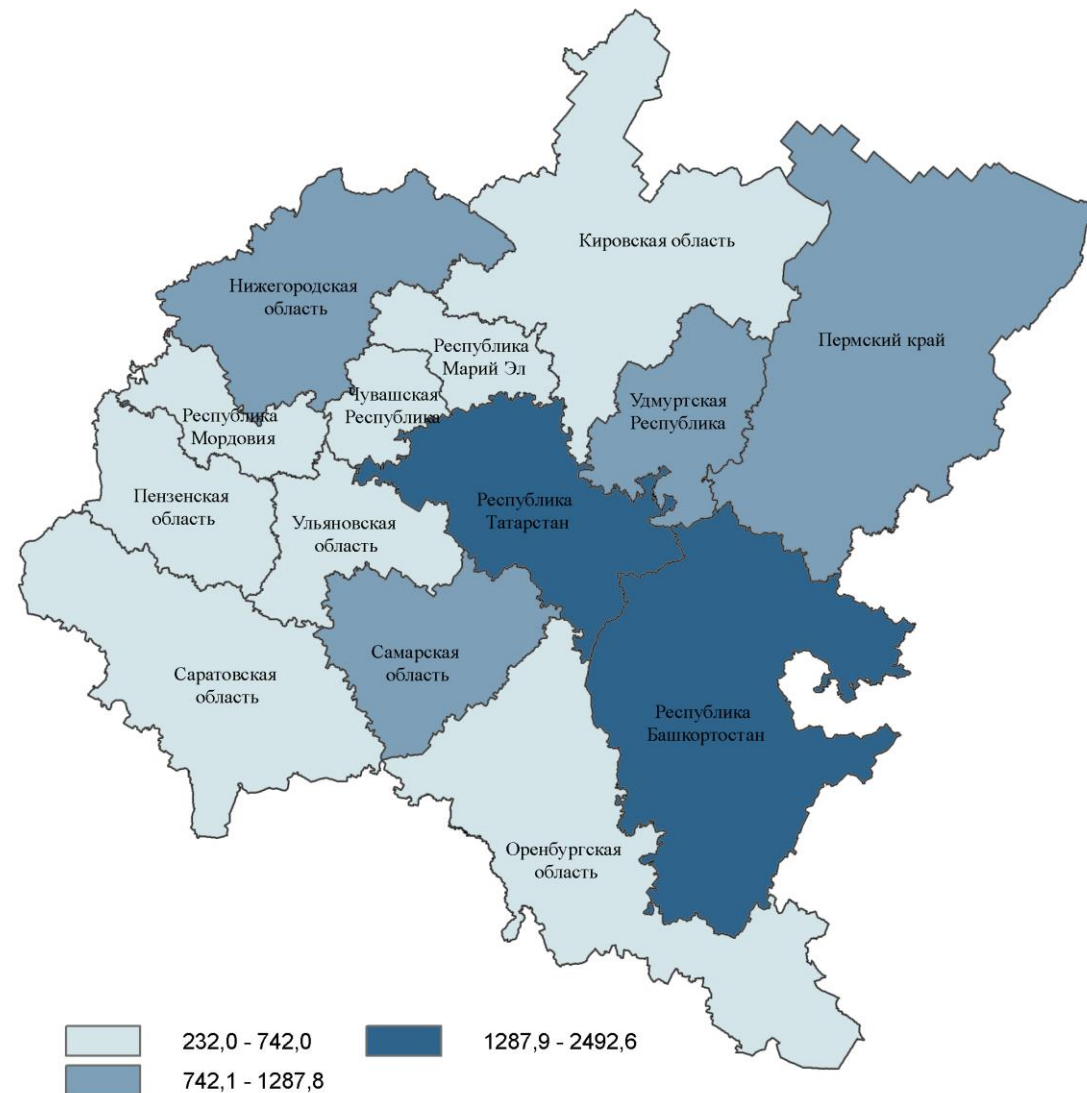 Кировская область
Нижегородская
область
Пермский край
Республика
Марий Эл
Чувашская
Республика
Удмуртская
Республика
Республика
Мордовия
Пензенская
область
Ульяновская
область
Республика
Татарстан
Самарская
область
Саратовская
область
Республика
Башкортостан
Оренбургская
область
232,0 - 742,0
1287,9 - 2492,6
742,1 - 1287,8